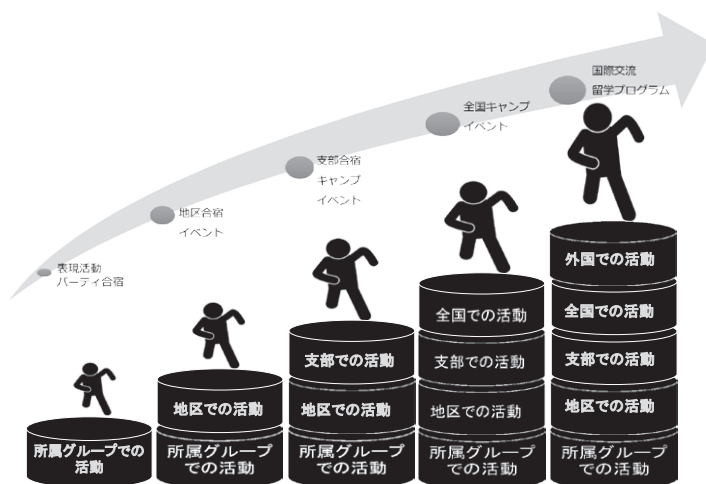 国際交流
留学プログラム
全国キャンプ
イベント
支部合宿
キャンプ
イベント
地区合宿
イベント
表現活動
パーティ合宿
所属グループでの
活動
地区での活動
所属グループ
での活動
支部での活動
地区での活動
所属グループ
での活動
全国での活動
支部での活動
地区での活動
所属グループ
での活動
外国での活動
全国での活動
支部での活動
地区での活動
所属グループ
での活動